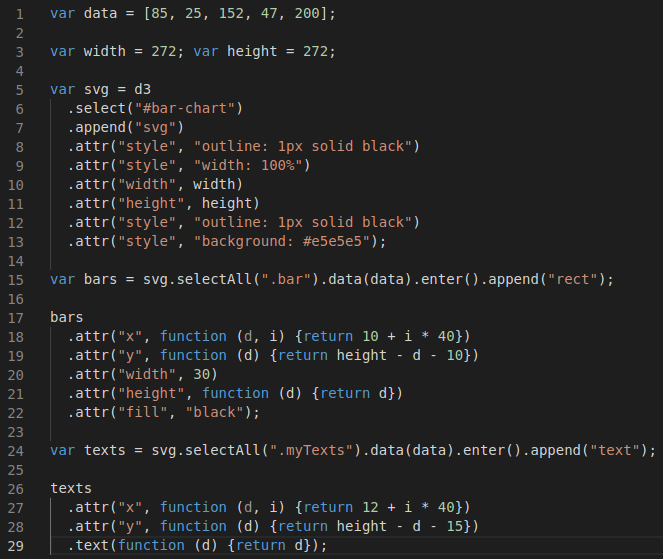 1 var data = [85, 25, 152, 47, 200];
2
3 var width = 272; var height = 272;
4
5 var svg = d3
6   .select("#bar-chart")
7   .append("svg")
8   .attr("style", "outline: 1px solid black")
9   .attr("style", "width: 100%")
10   .attr("width", width)
11   .attr("height", height)
12   .attr("style", "outline: 1px solid black")
13   .attr("style", "background: #e5e5e5");
14
15 var bars = svg.selectAll(".bar").data(data).enter().append("rect");
16
17 bars
18   .attr("x", function (d, i) {return 10 + i * 40})
19   .attr("y", function (d) {return height - d - 10})
20   .attr("width", 30)
21   .attr("height", function (d) {return d})
22   .attr("fill", "black");
23
24 var texts = svg.selectAll(".myTexts").data(data).enter().append("text");
25
26 texts
27   .attr("x", function (d, i) {return 12 + i * 40})
28   .attr("y", function (d) {return height - d - 15})
29   .text(function (d) {return d});